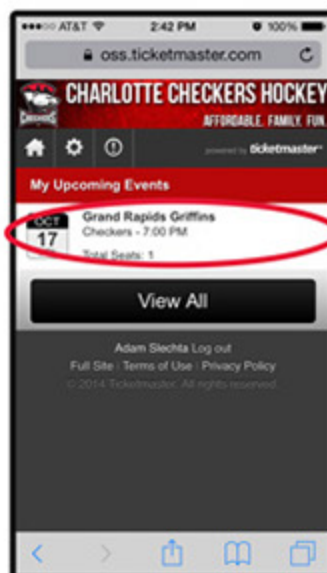 AT&T 2:42 PM 100%
oss.ticketmaster.com
CHARLOTTE CHECKERS HOCKEY
AFFORDABLE. FAMILY. FUN.
CHECKERS
powered by ticketmaster
My Upcoming Events
OCT
17
Grand Rapids Griffins
Checkers - 7:00 PM
Total Seats: 1
View All
Adam Slechta Log out
Full Site | Terms of Use | Privacy Policy
© 2014 Ticketmaster. All rights reserved.